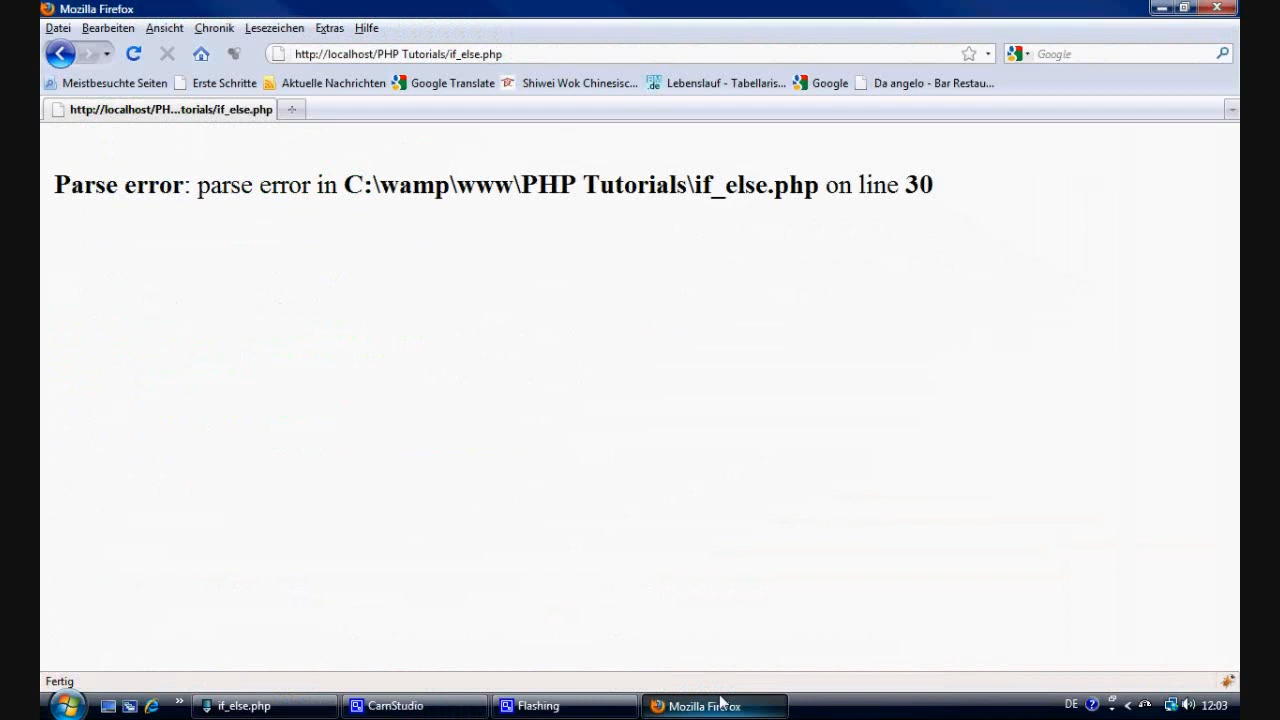 Mozilla Firefox
Datei Bearbeiten Ansicht Chronik Lesezeichen Extras Hilfe
http://localhost/PHP Tutorials/if_else.php Google
Meistbesuchte Seiten Erste Schritte Aktuelle Nachrichten Google Translate Shiwei Wok Chinesisc... Lebenslauf - Tabellaris... Google Da angelo - Bar Restau...
http://localhost/PH...torials/if_else.php
Parse error: parse error in C:\wamp\www\PHP Tutorials\if_else.php on line 30
Fertig
if_else.php CamStudio Flashing Mozilla Firefox DE 12:03